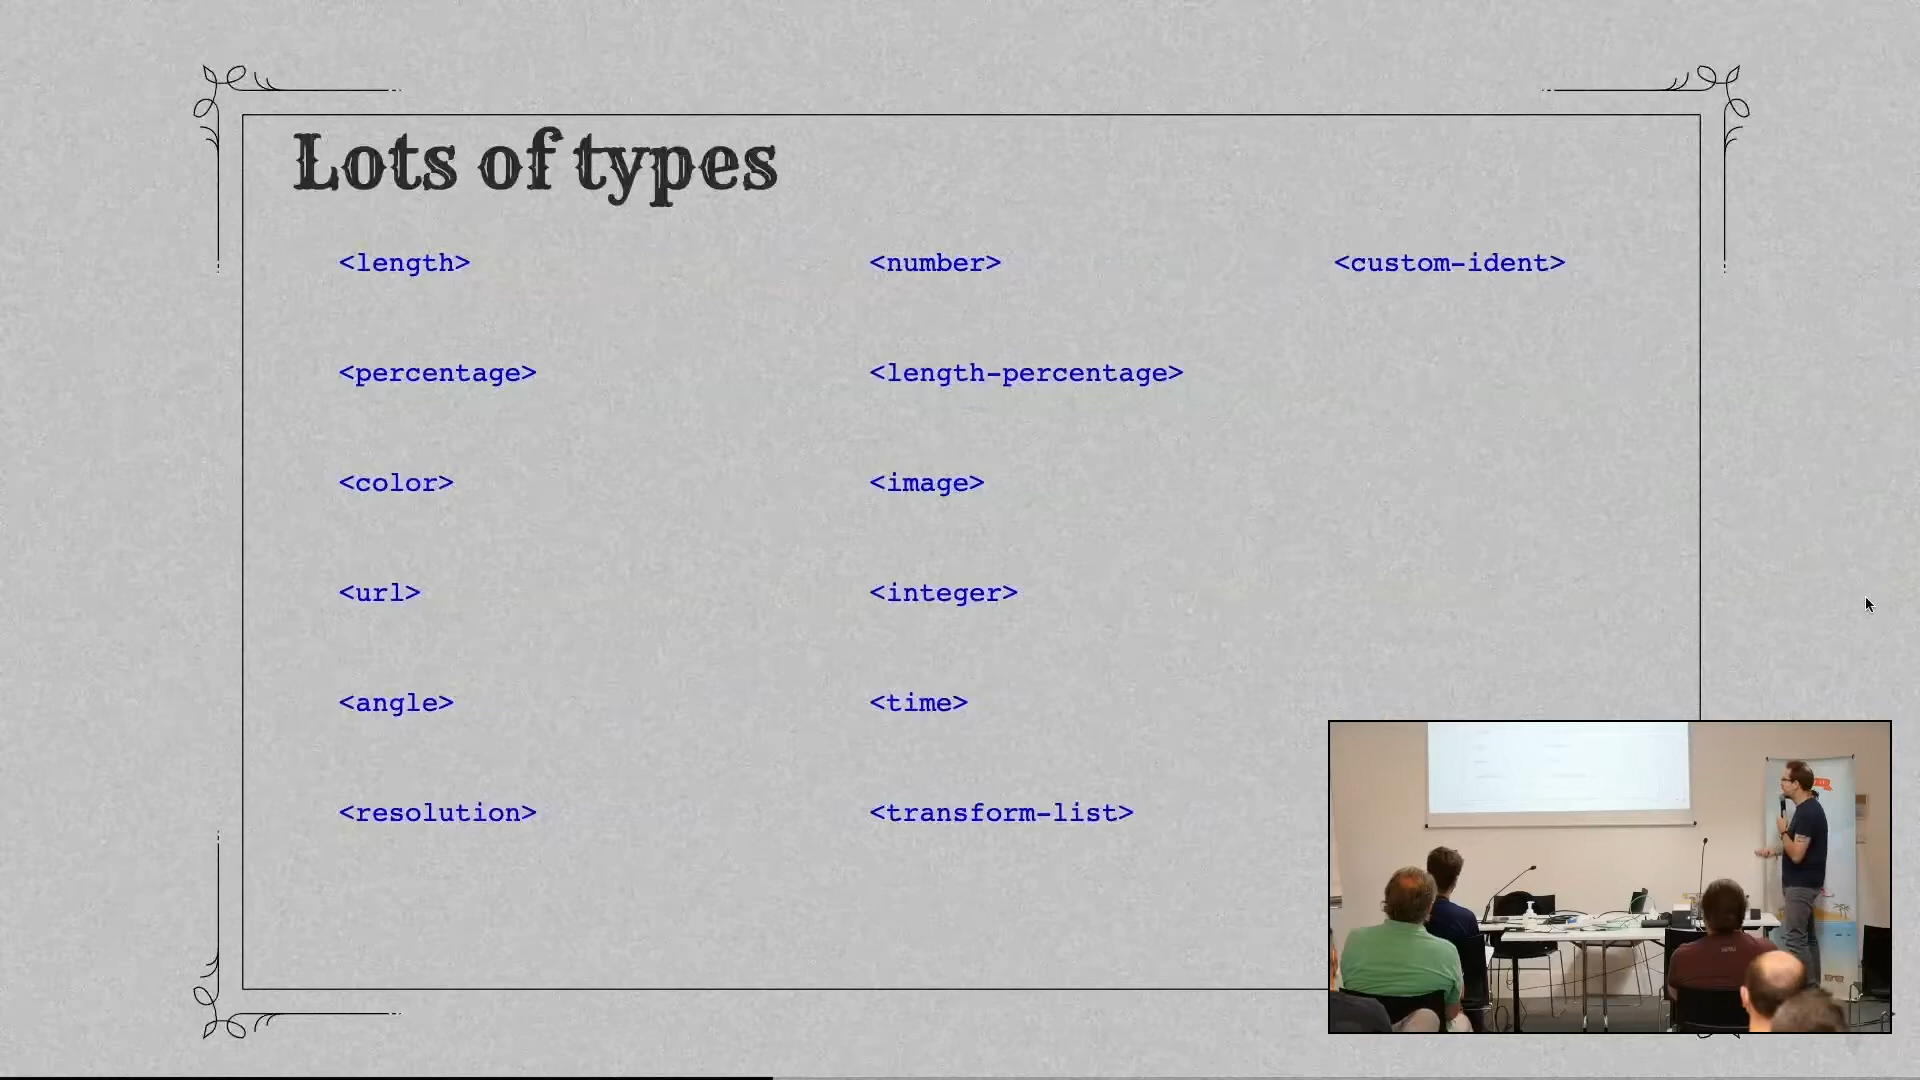 Lots of types
<length>
<number>
<custom-ident>
<percentage>
<length-percentage>
<color>
<image>
<url>
<integer>
<angle>
<time>
<resolution>
<transform-list>